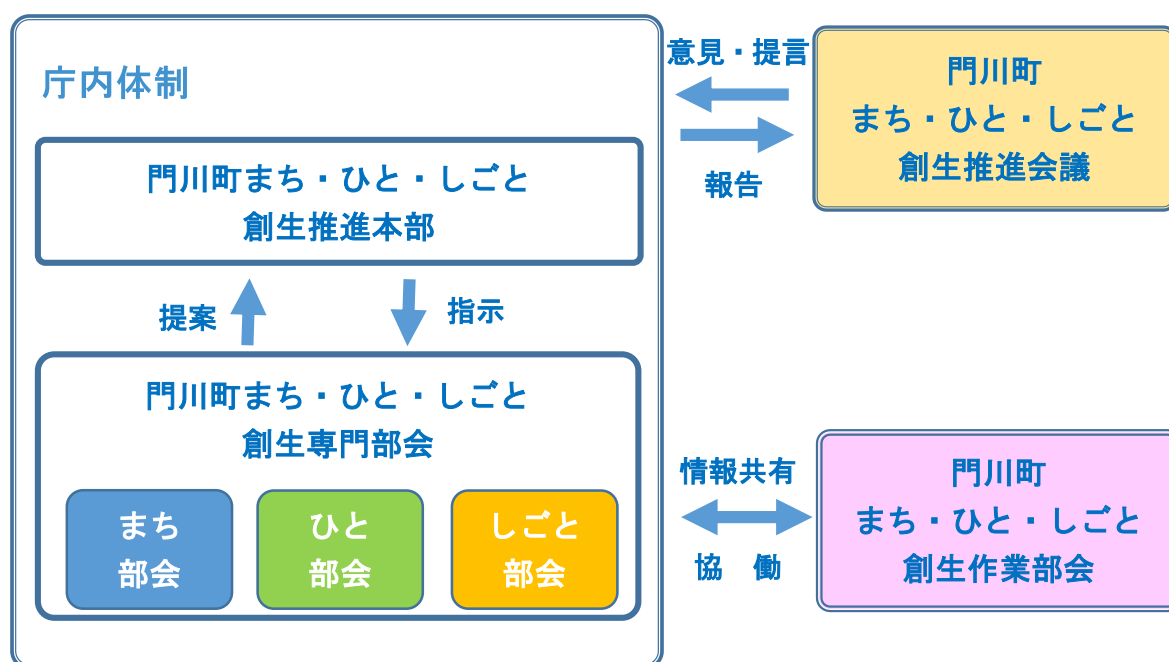 庁内体制
門川町まち・ひと・しごと
創生推進本部
提案
指示
門川町まち・ひと・しごと
創生専門部会
まち
部会
ひと
部会
しごと
部会
意見・提言
報告
門川町
まち・ひと・しごと
創生推進会議
情報共有
協　働
門川町
まち・ひと・しごと
創生作業部会